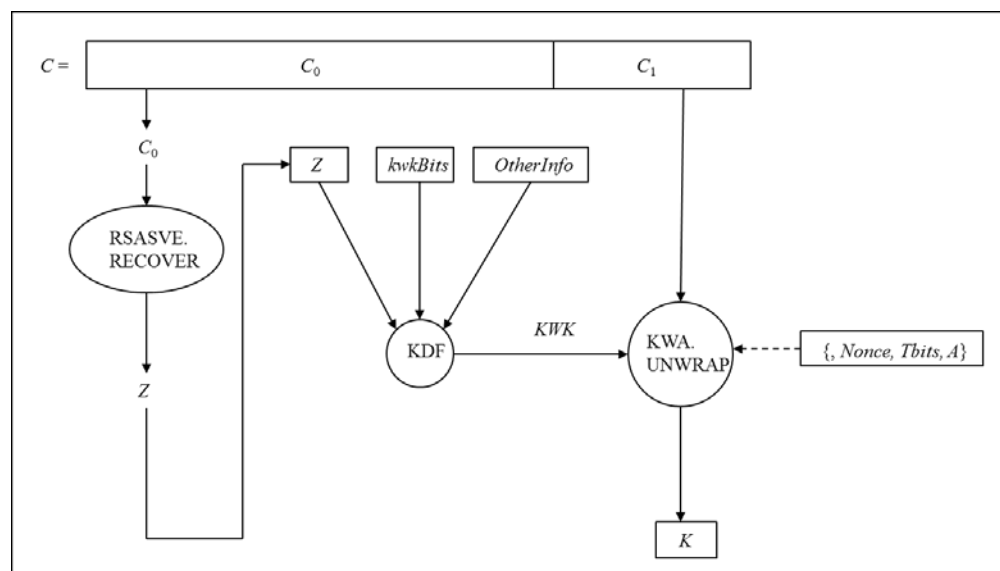 C =
C0
C1
C0
Z
kwkBits
OtherInfo
RSASVE.
RECOVER
KDF
KWK
KWA.
UNWRAP
{, Nonce, Tbits, A}
Z
K